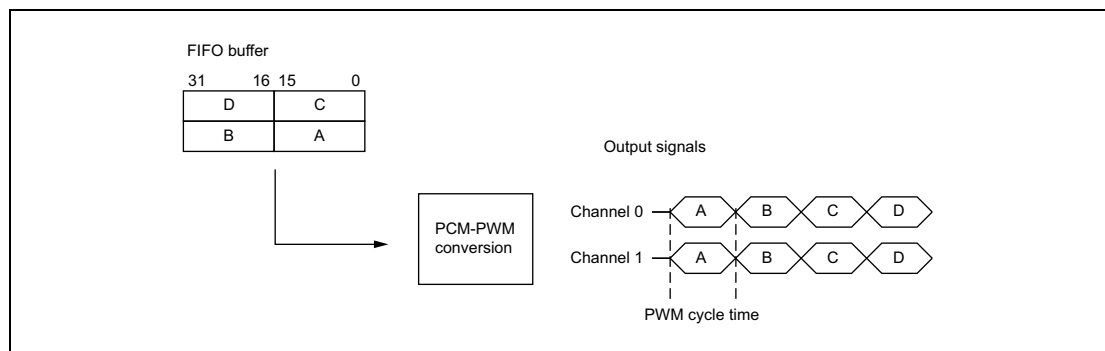 FIFO buffer
31 16 15 0
D C
B A
Output signals
PCM-PWM
conversion
Channel 0 A B C D
Channel 1 A B C D
PWM cycle time